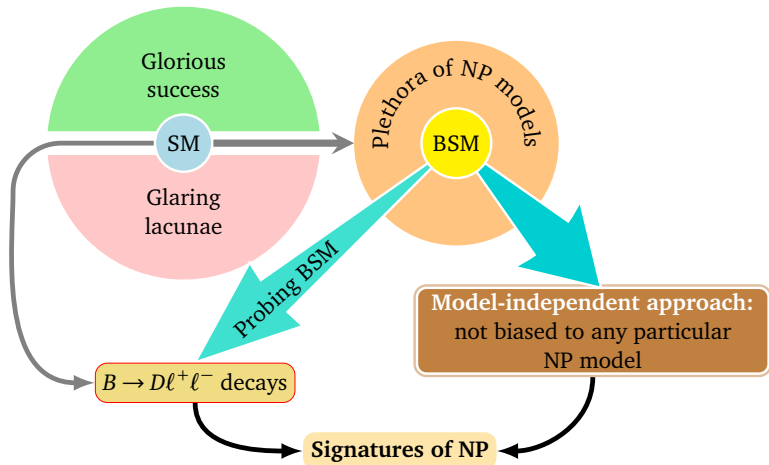 Glorious
success
SM
Glaring
lacunae
Plethora of NP models
BSM
Probing BSM
Model-independent approach:
not biased to any particular
NP model
B → Dℓ⁺ℓ⁻ decays
Signatures of NP